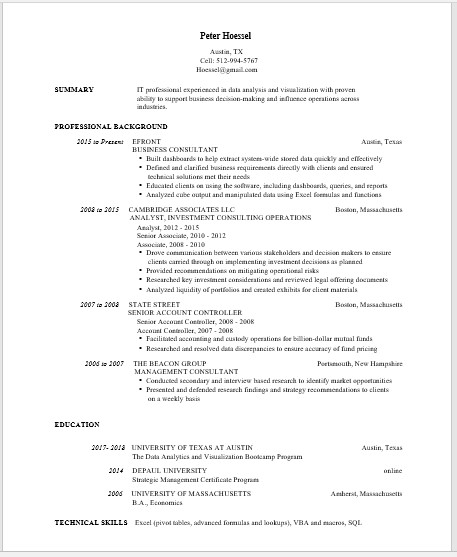 Peter Hoessel
Austin, TX
Cell: 512-994-5767
Hoessel@gmail.com
SUMMARY IT professional experienced in data analysis and visualization with proven
ability to support business decision-making and influence operations across
industries.
PROFESSIONAL BACKGROUND
2015 to Present EFRONT Austin, Texas
BUSINESS CONSULTANT
• Built dashboards to help extract system-wide stored data quickly and effectively
• Defined and clarified business requirements directly with clients and ensured
technical solutions met their needs
• Educated clients on using the software, including dashboards, queries, and reports
• Analyzed cube output and manipulated data using Excel formulas and functions
2008 to 2015 CAMBRIDGE ASSOCIATES LLC Boston, Massachusetts
ANALYST, INVESTMENT CONSULTING OPERATIONS
Analyst, 2012 - 2015
Senior Associate, 2010 - 2012
Associate, 2008 - 2010
• Drove communication between various stakeholders and decision makers to ensure
clients carried through on implementing investment decisions as planned
• Provided recommendations on mitigating operational risks
• Researched key investment considerations and reviewed legal offering documents
• Analyzed liquidity of portfolios and created exhibits for client materials
2007 to 2008 STATE STREET Boston, Massachusetts
SENIOR ACCOUNT CONTROLLER
Senior Account Controller, 2008 - 2008
Account Controller, 2007 - 2008
• Facilitated accounting and custody operations for billion-dollar mutual funds
• Researched and resolved data discrepancies to ensure accuracy of fund pricing
2006 to 2007 THE BEACON GROUP Portsmouth, New Hampshire
MANAGEMENT CONSULTANT
• Conducted secondary and interview based research to identify market opportunities
• Presented and defended research findings and strategy recommendations to clients
on a weekly basis
EDUCATION
2017- 2018 UNIVERSITY OF TEXAS AT AUSTIN Austin, Texas
The Data Analytics and Visualization Bootcamp Program
2014 DEPAUL UNIVERSITY online
Strategic Management Certificate Program
2006 UNIVERSITY OF MASSACHUSETTS Amherst, Massachusetts
B.A., Economics
TECHNICAL SKILLS Excel (pivot tables, advanced formulas and lookups), VBA and macros, SQL